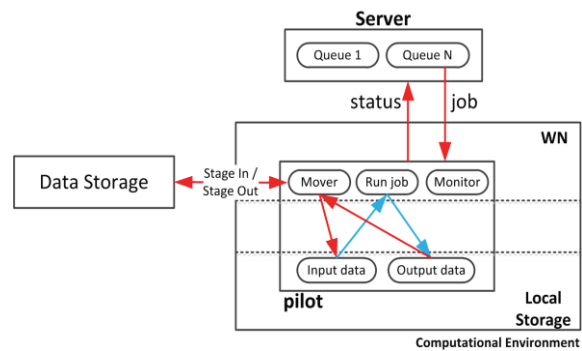 Server
Queue 1
Queue N
status
job
WN
Data Storage
Stage In /
Stage Out
Mover
Run job
Monitor
Input data
Output data
pilot
Local
Storage
Computational Environment